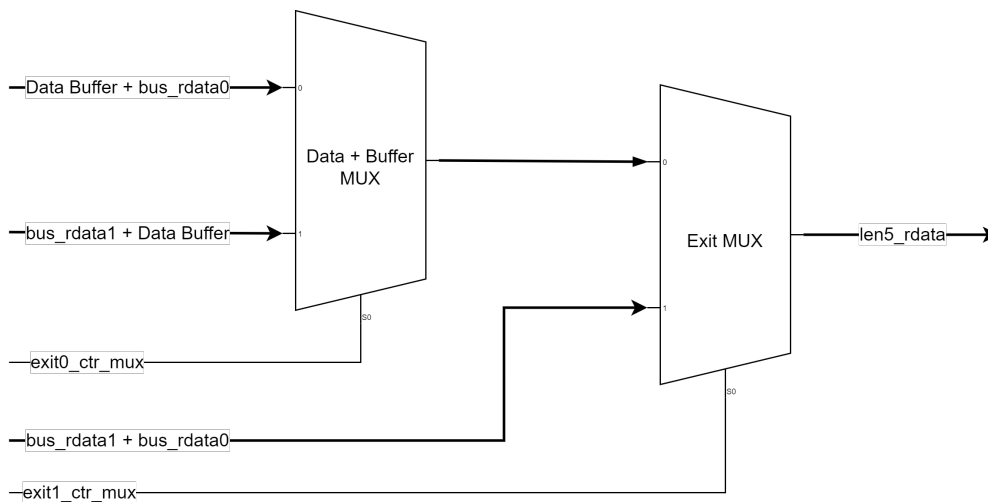 Data Buffer + bus_rdata0
0
Data + Buffer
MUX
bus_rdata1 + Data Buffer
1
S0
exit0_ctr_mux
0
Exit MUX
len5_rdata
1
S0
bus_rdata1 + bus_rdata0
exit1_ctr_mux